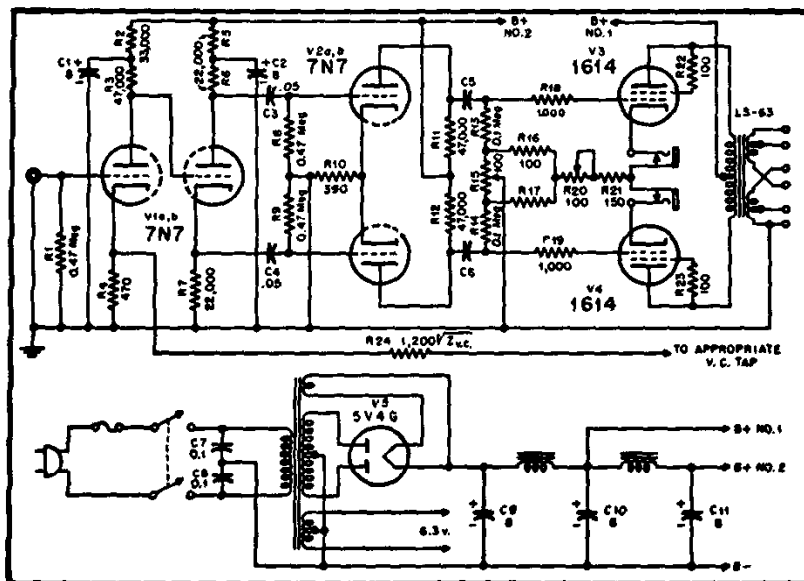 R2
33,000
C1
8
R3
47,000
R5
22,000
R6
C2
8
B+
NO.2
V2a,b
7N7
C3
.05
R8
0.47 Meg
R10
390
R9
0.47 Meg
C4
.05
V1a,b
7N7
R1
0.47 Meg
R4
470
R7
22,000
C5
R11
47,000
R12
47,000
C6
R13
0.1 Meg
R15
100
R14
0.1 Meg
R16
100
R17
R18
1,000
R19
1,000
R20
100
R21
150
B+
NO.1
V3
1614
R22
100
LS-63
V4
1614
R23
100
R24 1,200√Z v.c.
TO APPROPRIATE
V.C. TAP
V5
5V4G
C7
0.1
C8
0.1
6.3 v.
C9
8
C10
8
C11
8
B+ NO.1
B+ NO.2
B-